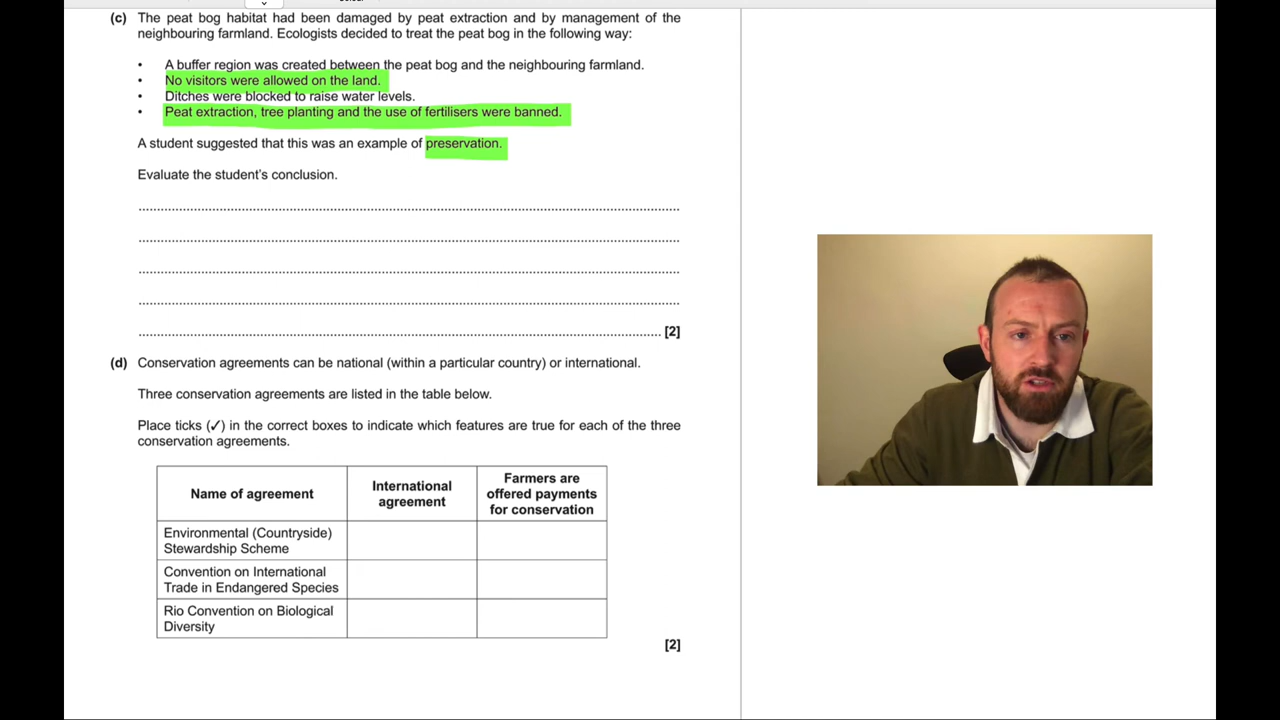 (c) The peat bog habitat had been damaged by peat extraction and by management of the
neighbouring farmland. Ecologists decided to treat the peat bog in the following way:
• A buffer region was created between the peat bog and the neighbouring farmland.
• No visitors were allowed on the land.
• Ditches were blocked to raise water levels.
• Peat extraction, tree planting and the use of fertilisers were banned.
A student suggested that this was an example of preservation.
Evaluate the student's conclusion.
[2]
(d) Conservation agreements can be national (within a particular country) or international.
Three conservation agreements are listed in the table below.
Place ticks (✓) in the correct boxes to indicate which features are true for each of the three
conservation agreements.
Name of agreement
International
agreement
Farmers are
offered payments
for conservation
Environmental (Countryside)
Stewardship Scheme
Convention on International
Trade in Endangered Species
Rio Convention on Biological
Diversity
[2]